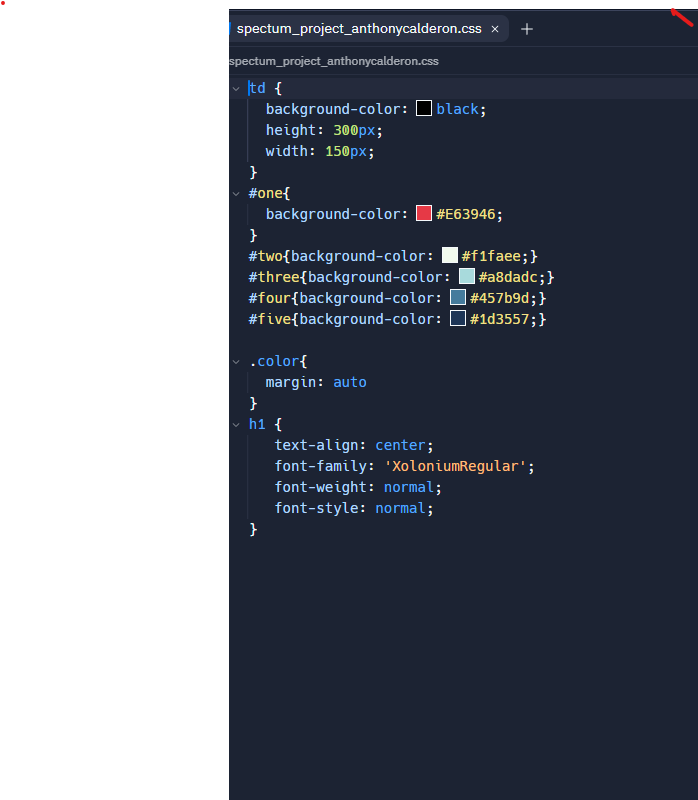 spectum_project_anthonycalderon.css × +
spectum_project_anthonycalderon.css
td {
background-color: black;
height: 300px;
width: 150px;
}
#one{
background-color: #E63946;
}
#two{background-color: #f1faee;}
#three{background-color: #a8dadc;}
#four{background-color: #457b9d;}
#five{background-color: #1d3557;}
.color{
margin: auto
}
h1 {
text-align: center;
font-family: 'XoloniumRegular';
font-weight: normal;
font-style: normal;
}